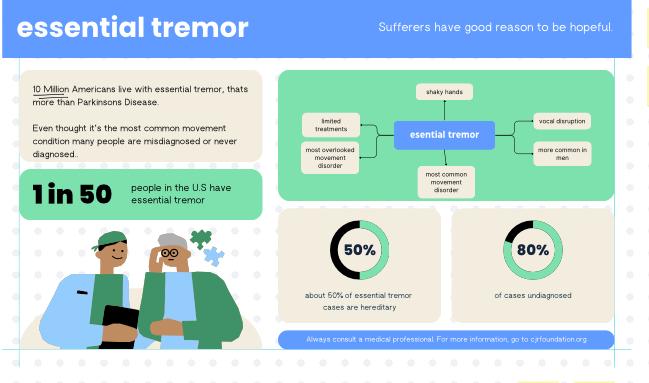 essential tremor
Sufferers have good reason to be hopeful.
10 Million Americans live with essential tremor, thats
more than Parkinsons Disease.
Even thought it's the most common movement
condition many people are misdiagnosed or never
diagnosed..
1 in 50
people in the U.S have
essential tremor
shaky hands
limited
treatments
most overlooked
movement
disorder
esential tremor
vocal disruption
more common in
men
most common
movement
disorder
50%
about 50% of essential tremor
cases are hereditary
80%
of cases undiagnosed
Always consult a medical professional. For more information, go to cjrfoundation.org